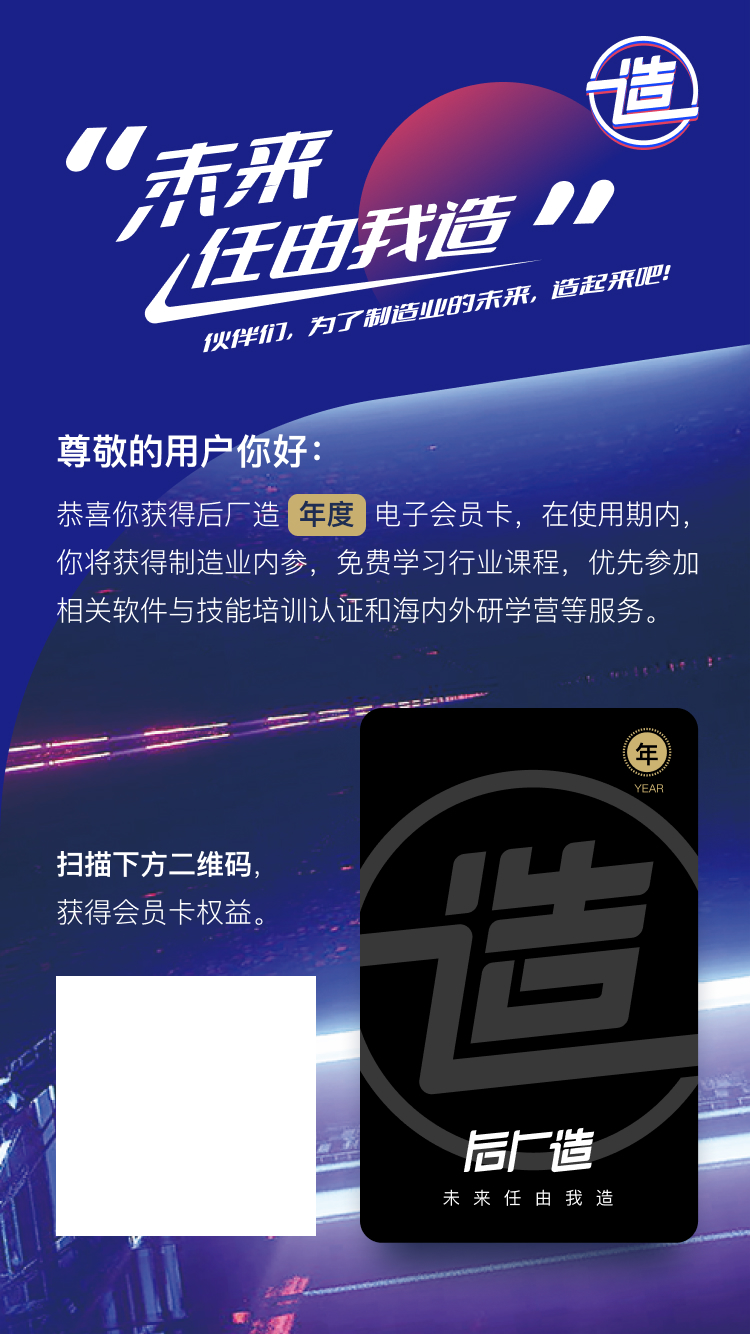 造
“未来
任由我造”
伙伴们，为了制造业的未来，造起来吧！
尊敬的用户你好：
恭喜你获得后厂造 年度 电子会员卡，在使用期内，
你将获得制造业内参，免费学习行业课程，优先参加
相关软件与技能培训认证和海内外研学营等服务。
年
YEAR
造
扫描下方二维码，
获得会员卡权益。
后厂造
未来任由我造